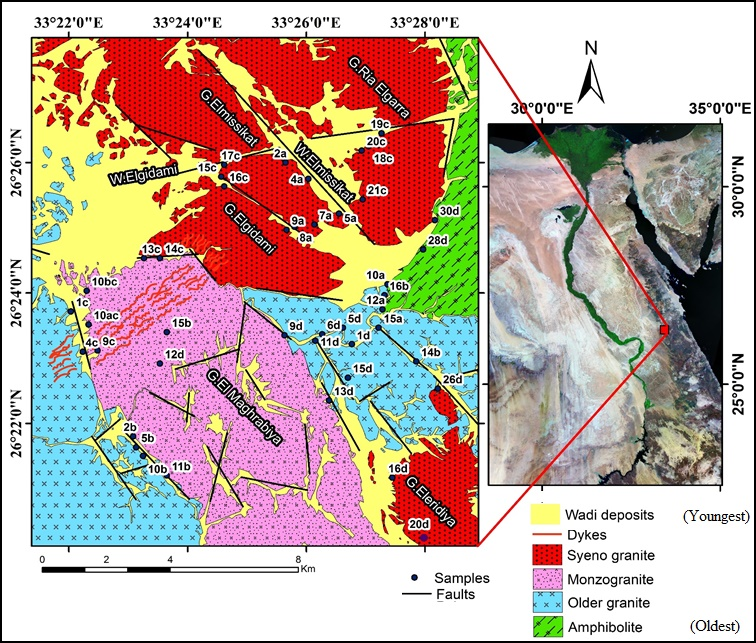 33°22'0"E 33°24'0"E 33°26'0"E 33°28'0"E
26°26'0"N
26°24'0"N
26°22'0"N
G.Ria Elgarra
G.Elmissikat
W.Elmissikat
W.Elgidami
G.Elgidami
G.El Maghrabiya
G.Eleridiya
19c
20c
18c
17c
2a
15c
16c
4a
21c
7a
5a
9a
8a
30d
28d
13c 14c
10a
16b
12a
10bc
1c
10ac
15b
9d
6d
5d
15a
11d
1d
4c
9c
12d
14b
15d
26d
13d
2b
5b
10b
11b
16d
20d
0 2 4 8
Km
N
30°0'0"E 35°0'0"E
30°0'0"N
25°0'0"N
Samples
Faults
Wadi deposits (Youngest)
Dykes
Syeno granite
Monzogranite
Older granite
Amphibolite (Oldest)